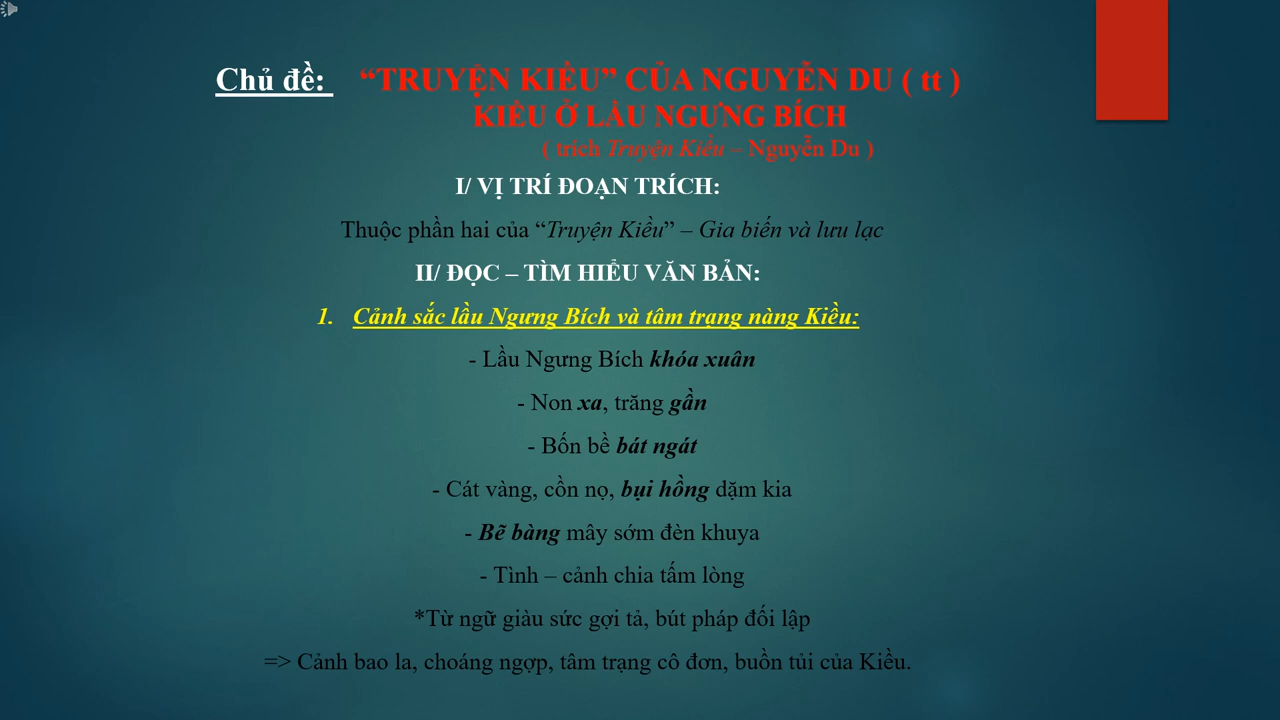 Chủ đề: “TRUYỆN KIỀU” CỦA NGUYỄN DU ( tt )
KIỀU Ở LẦU NGƯNG BÍCH
( trích Truyện Kiều – Nguyễn Du )
I/ VỊ TRÍ ĐOẠN TRÍCH:
Thuộc phần hai của “Truyện Kiều” – Gia biến và lưu lạc
II/ ĐỌC – TÌM HIỂU VĂN BẢN:
1. Cảnh sắc lầu Ngưng Bích và tâm trạng nàng Kiều:
- Lầu Ngưng Bích khóa xuân
- Non xa, trăng gần
- Bốn bề bát ngát
- Cát vàng, cồn nọ, bụi hồng dặm kia
- Bẽ bàng mây sớm đèn khuya
- Tình – cảnh chia tấm lòng
*Từ ngữ giàu sức gợi tả, bút pháp đối lập
=> Cảnh bao la, choáng ngợp, tâm trạng cô đơn, buồn tủi của Kiều.